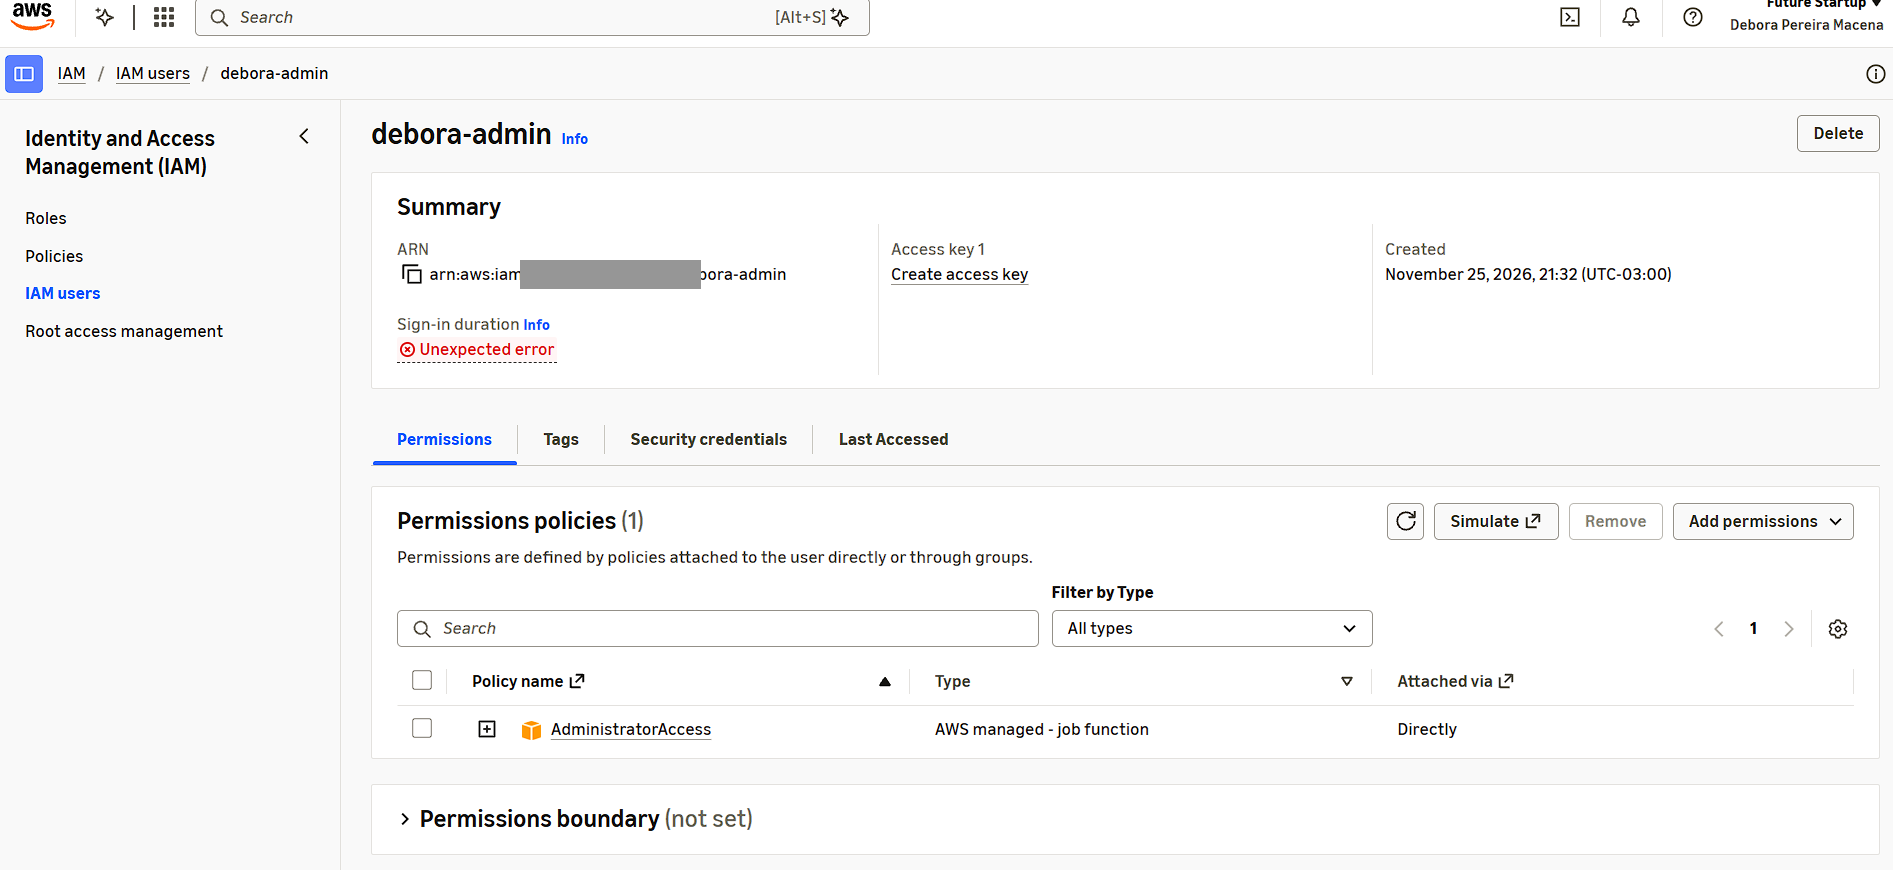 aws
Search
[Alt+S]
Future Startup
Debora Pereira Macena
IAM / IAM users / debora-admin
Identity and Access
Management (IAM)
Roles
Policies
IAM users
Root access management
debora-admin Info
Delete
Summary
ARN
arn:aws:iam
bora-admin
Sign-in duration Info
Unexpected error
Access key 1
Create access key
Created
November 25, 2026, 21:32 (UTC-03:00)
Permissions
Tags
Security credentials
Last Accessed
Permissions policies (1)
Simulate
Remove
Add permissions
Permissions are defined by policies attached to the user directly or through groups.
Filter by Type
Search
All types
1
Policy name
Type
Attached via
AdministratorAccess
AWS managed - job function
Directly
Permissions boundary (not set)